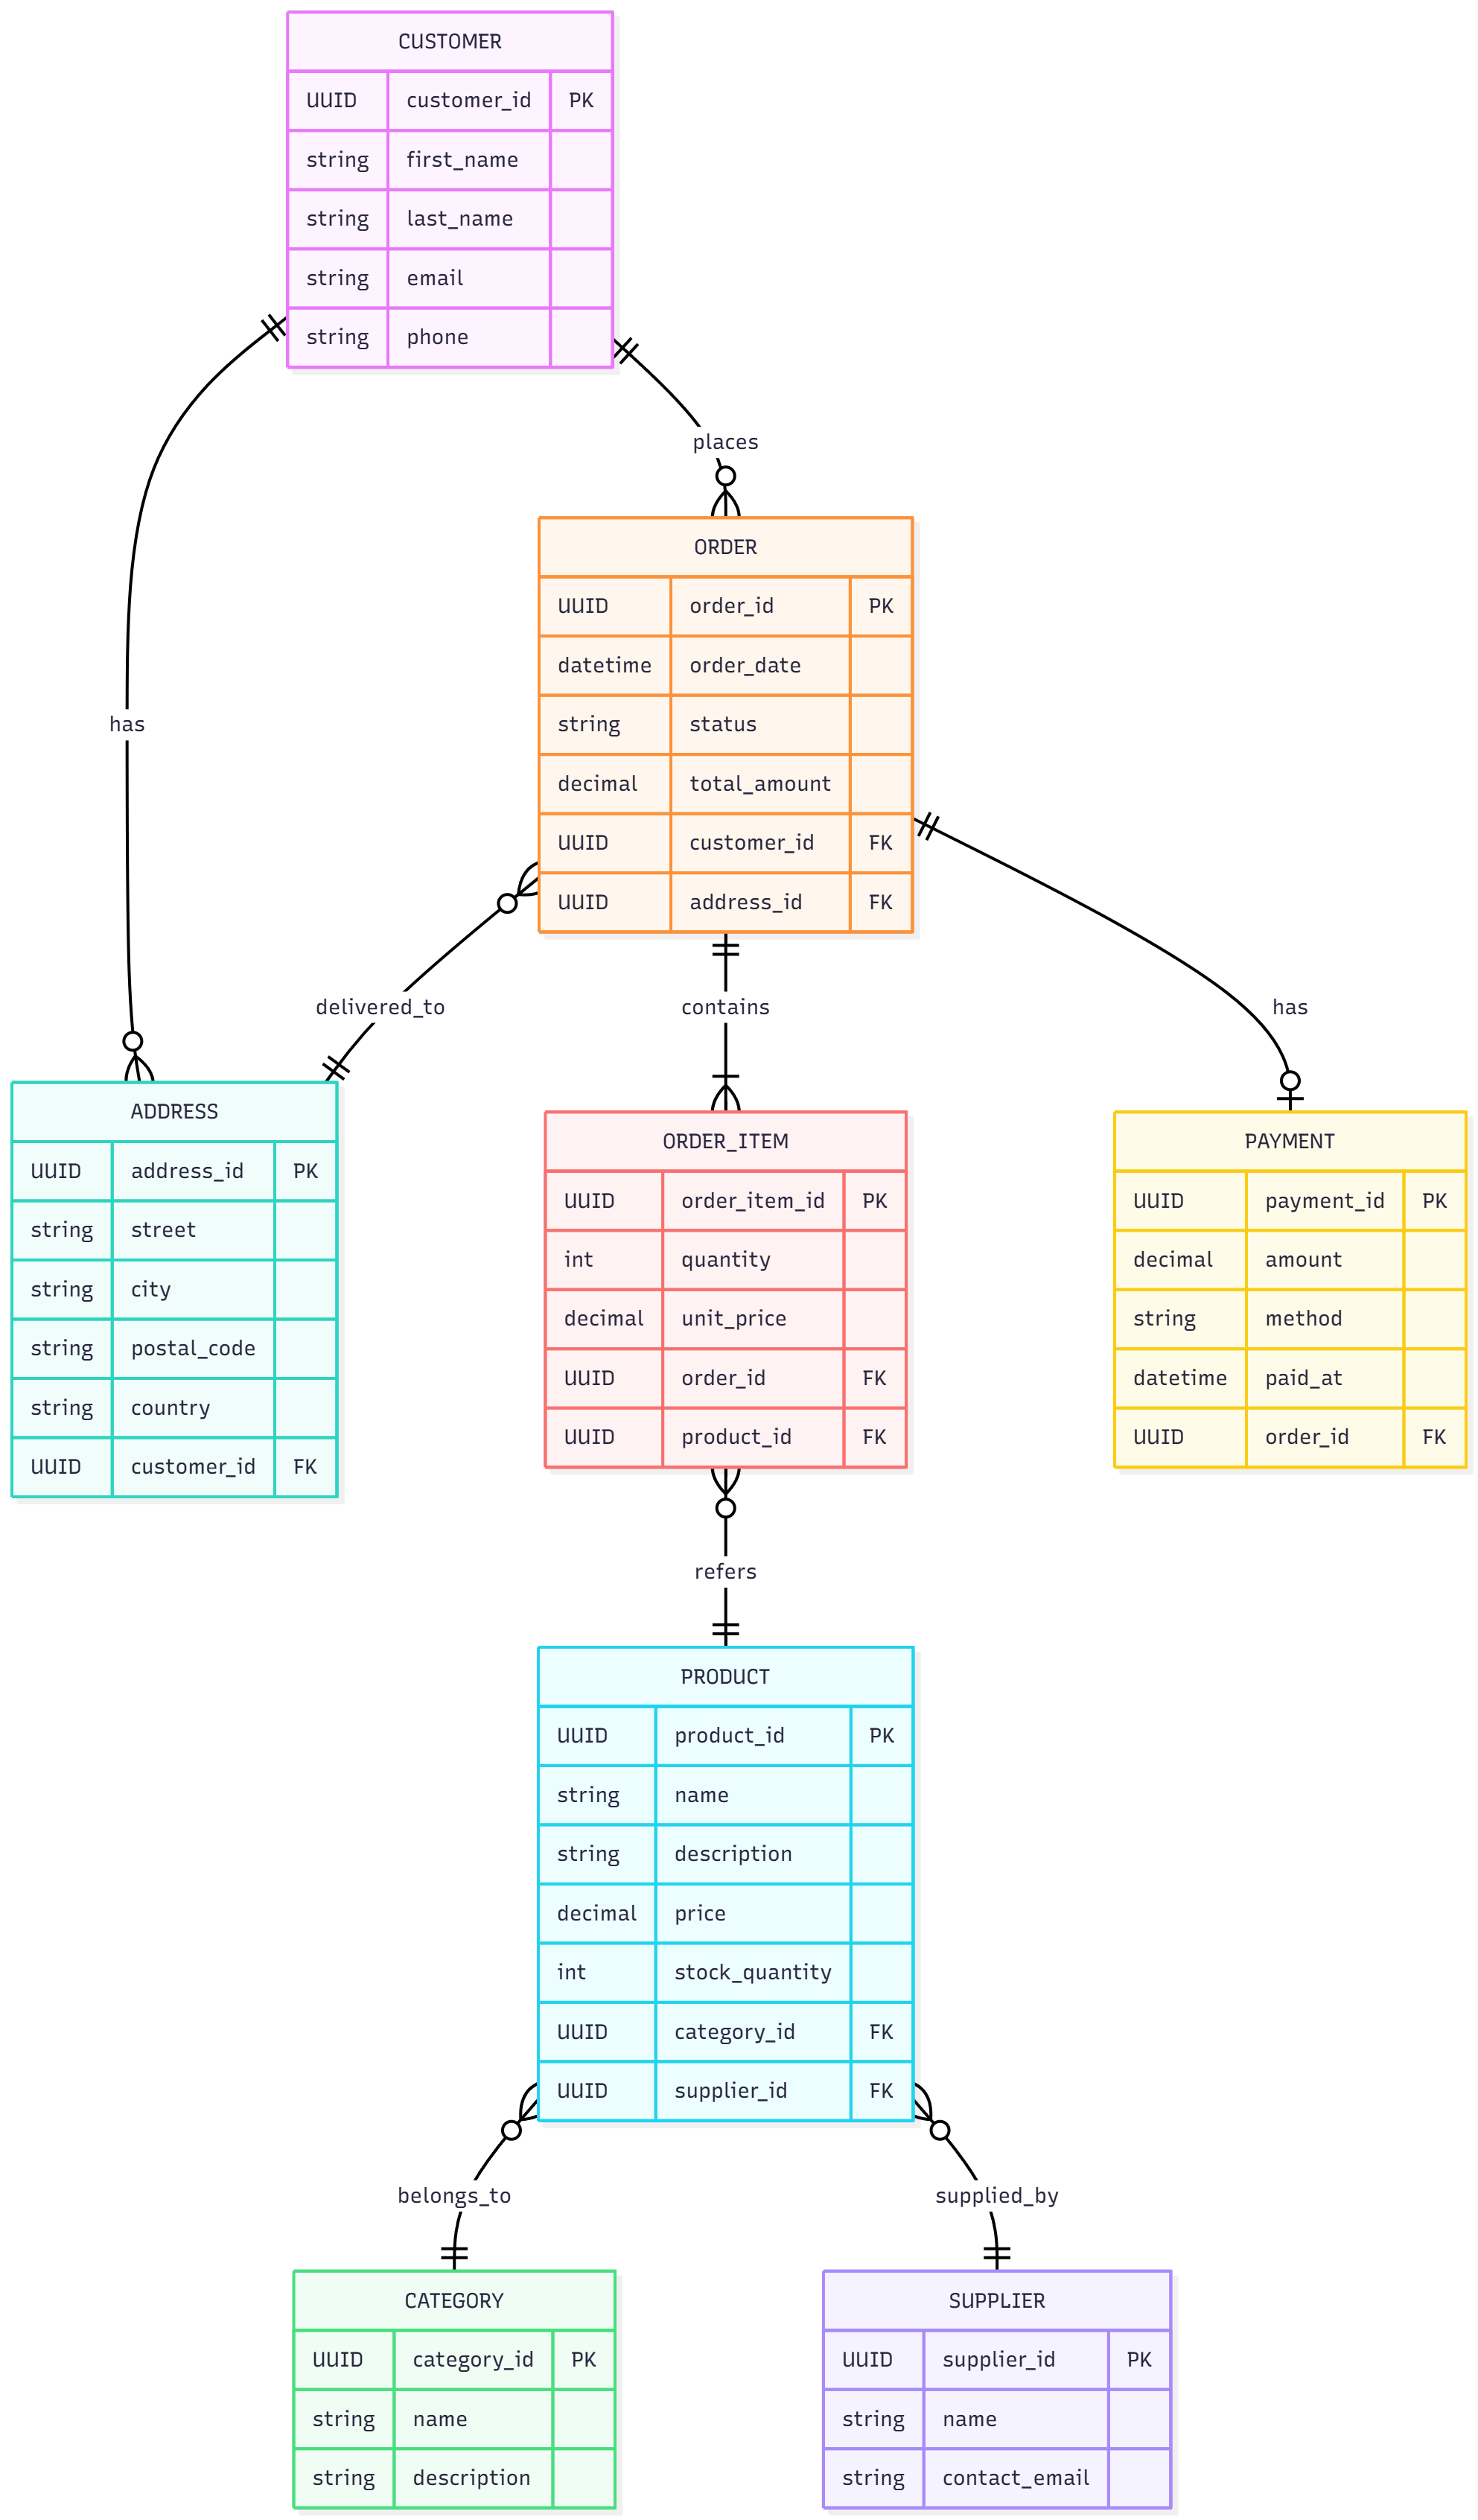 CUSTOMER
UUID customer_id PK
string first_name
string last_name
string email
string phone
places
ORDER
UUID order_id PK
datetime order_date
string status
decimal total_amount
UUID customer_id FK
UUID address_id FK
has
delivered_to
contains
has
ADDRESS
UUID address_id PK
string street
string city
string postal_code
string country
UUID customer_id FK
ORDER_ITEM
UUID order_item_id PK
int quantity
decimal unit_price
UUID order_id FK
UUID product_id FK
PAYMENT
UUID payment_id PK
decimal amount
string method
datetime paid_at
UUID order_id FK
refers
PRODUCT
UUID product_id PK
string name
string description
decimal price
int stock_quantity
UUID category_id FK
UUID supplier_id FK
belongs_to
supplied_by
CATEGORY
UUID category_id PK
string name
string description
SUPPLIER
UUID supplier_id PK
string name
string contact_email